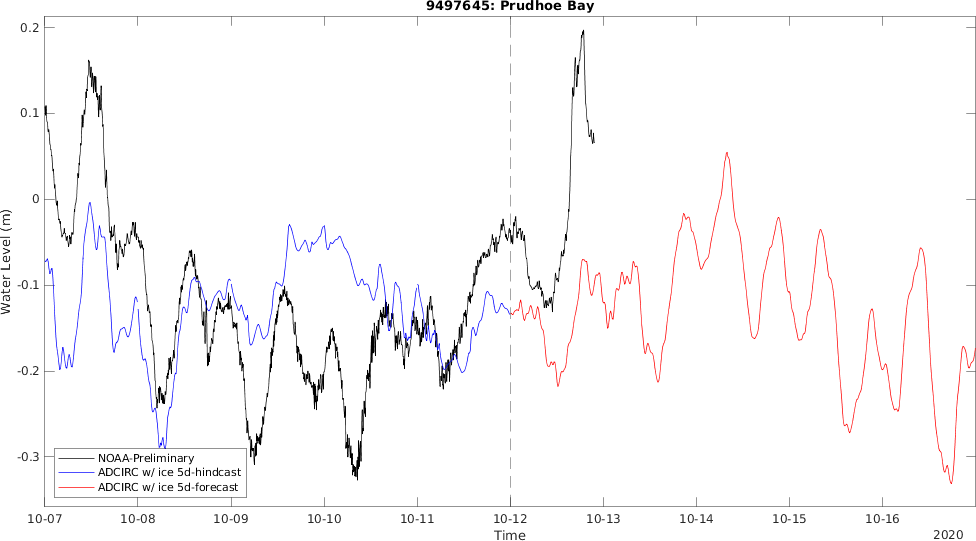 9497645: Prudhoe Bay
Water Level (m)
0.2
0.1
0
-0.1
-0.2
-0.3
NOAA-Preliminary
ADCIRC w/ ice 5d-hindcast
ADCIRC w/ ice 5d-forecast
10-07 10-08 10-09 10-10 10-11 10-12 10-13 10-14 10-15 10-16
Time
2020